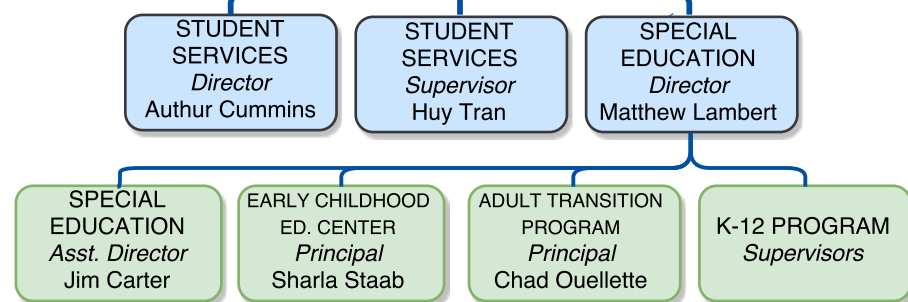 STUDENT
SERVICES
Director
Authur Cummins
STUDENT
SERVICES
Supervisor
Huy Tran
SPECIAL
EDUCATION
Director
Matthew Lambert
SPECIAL
EDUCATION
Asst. Director
Jim Carter
EARLY CHILDHOOD
ED. CENTER
Principal
Sharla Staab
ADULT TRANSITION
PROGRAM
Principal
Chad Ouellette
K-12 PROGRAM
Supervisors